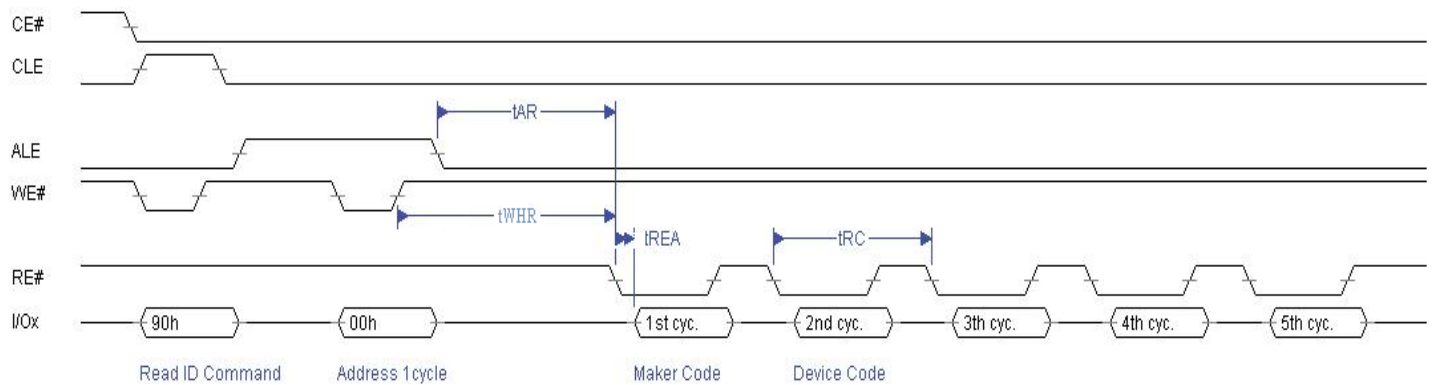 CE#
CLE
tAR
ALE
WE#
tWHR
tREA
tRC
RE#
I/Ox
90h
00h
1st cyc.
2nd cyc.
3th cyc.
4th cyc.
5th cyc.
Read ID Command
Address 1cycle
Maker Code
Device Code